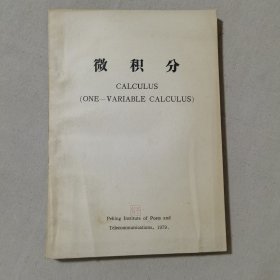 微积分
CALCULUS
(ONE—VARIABLE CALCULUS)
Peking Institute of Posts and
Telecommunications, 1979.